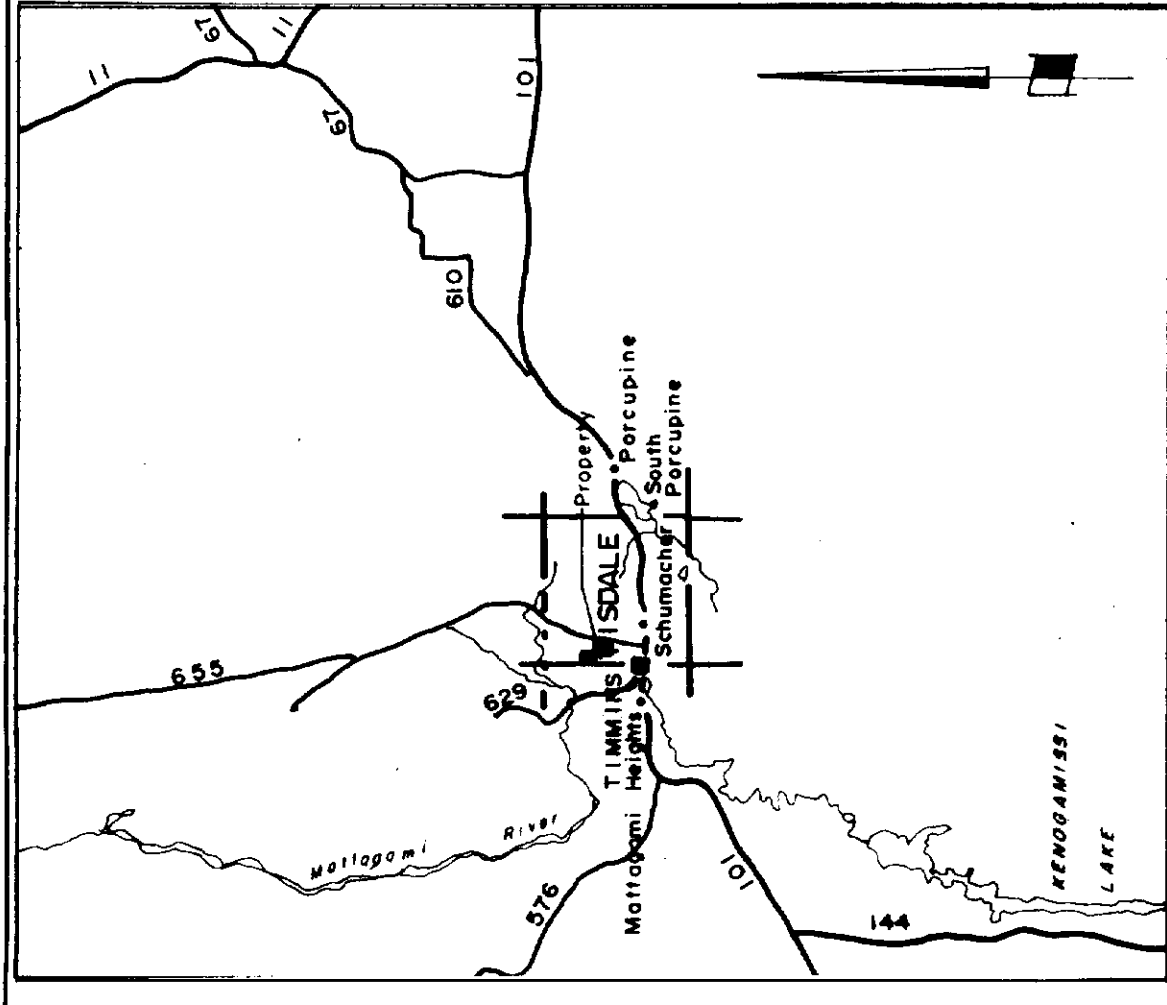 11
67
11
67
101
610
655
629
Property
Porcupine
South
Porcupine
TISDALE
Schumacher
TIMMINS
Mattagami Heights
Mattagami River
576
101
144
KENOGAMISSI
LAKE